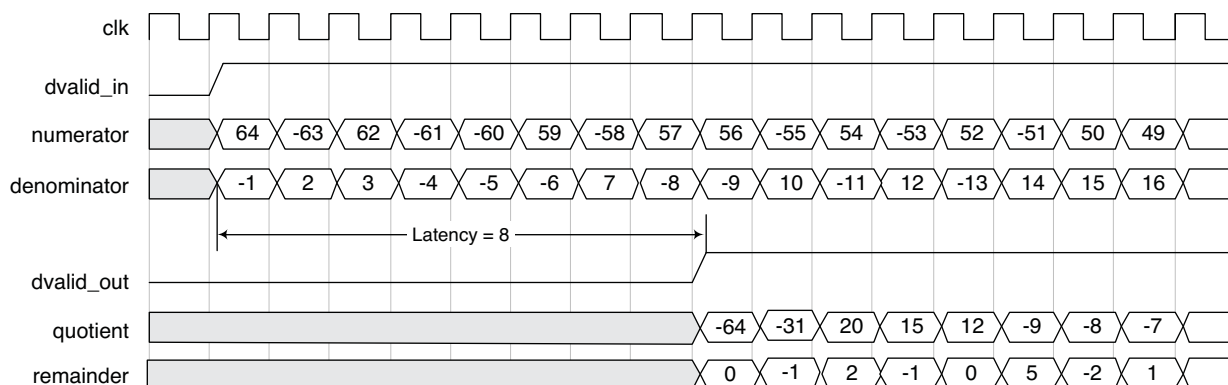 clk
dvalid_in
numerator 64 -63 62 -61 -60 59 -58 57 56 -55 54 -53 52 -51 50 49
denominator -1 2 3 -4 -5 -6 7 -8 -9 10 -11 12 -13 14 15 16
Latency = 8
dvalid_out
quotient -64 -31 20 15 12 -9 -8 -7
remainder 0 -1 2 -1 0 5 -2 1